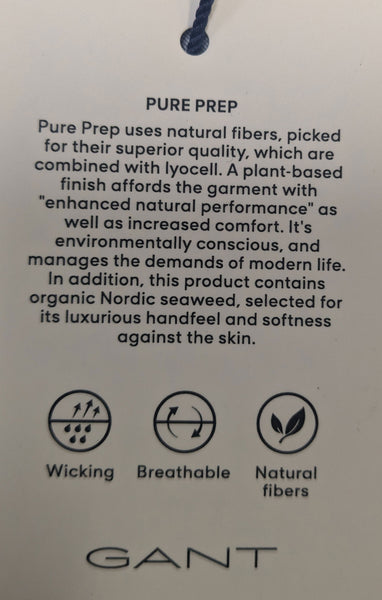 PURE PREP
Pure Prep uses natural fibers, picked
for their superior quality, which are
combined with lyocell. A plant-based
finish affords the garment with
"enhanced natural performance" as
well as increased comfort. It's
environmentally conscious, and
manages the demands of modern life.
In addition, this product contains
organic Nordic seaweed, selected for
its luxurious handfeel and softness
against the skin.
Wicking
Breathable
Natural
fibers
GANT